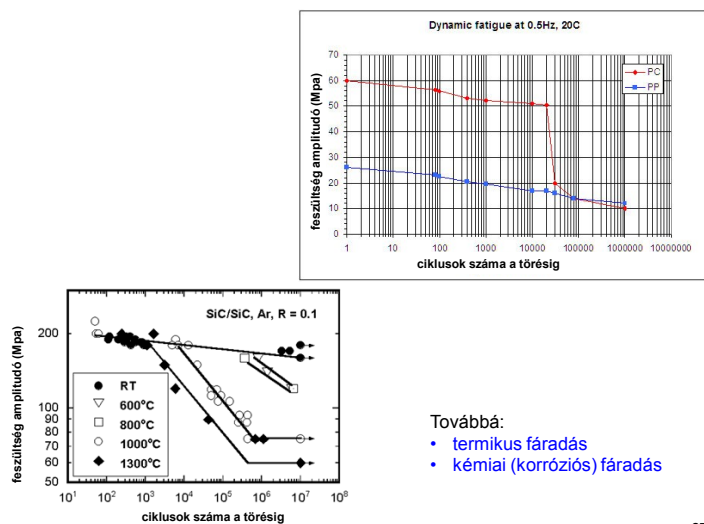 Dynamic fatigue at 0.5Hz, 20C
feszültség amplitudó (Mpa)
70
60
50
40
30
20
10
0
1 10 100 1000 10000 100000 1000000 10000000
PC
PP
ciklusok száma a törésig
SiC/SiC, Ar, R = 0.1
feszültség amplitudó (Mpa)
200
100
90
80
70
60
50
RT
600°C
800°C
1000°C
1300°C
10¹ 10² 10³ 10⁴ 10⁵ 10⁶ 10⁷ 10⁸
ciklusok száma a törésig
Továbbá:
• termikus fáradás
• kémiai (korróziós) fáradás